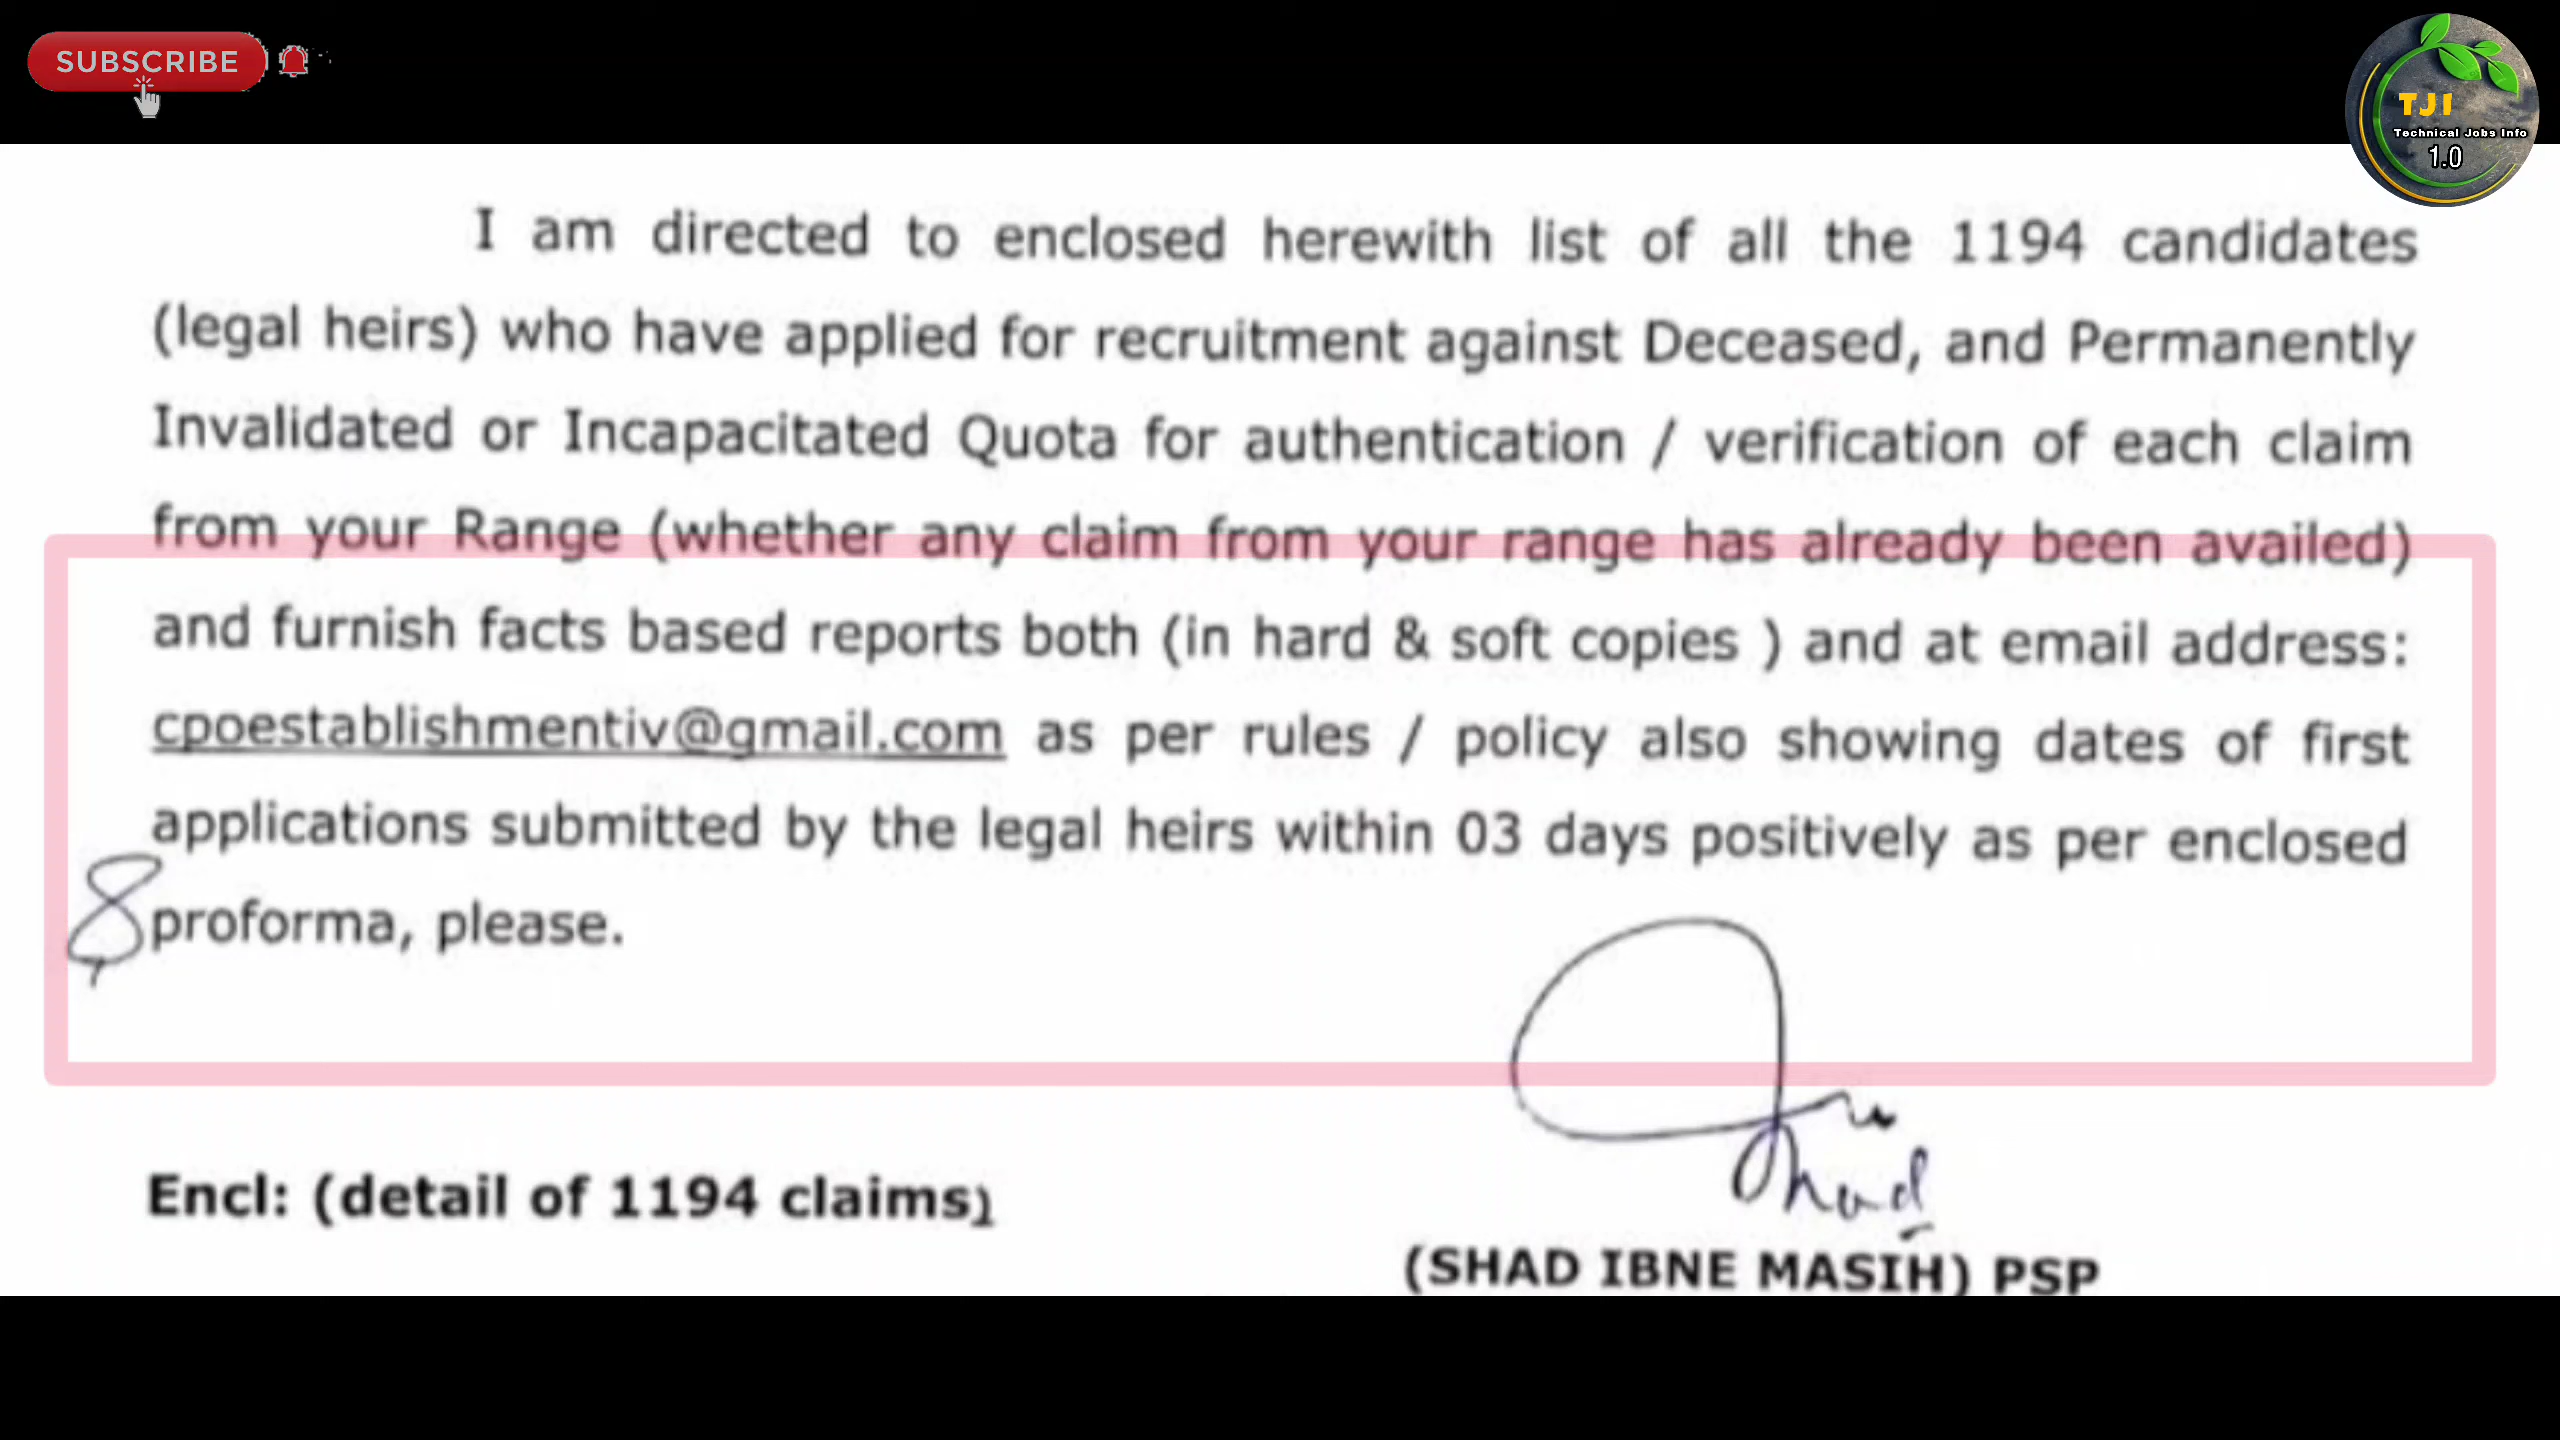 SUBSCRIBE
TJI
Technical Jobs Info
1.0
I am directed to enclosed herewith list of all the 1194 candidates
(legal heirs) who have applied for recruitment against Deceased, and Permanently
Invalidated or Incapacitated Quota for authentication / verification of each claim
from your Range (whether any claim from your range has already been availed)
and furnish facts based reports both (in hard & soft copies ) and at email address:
cpoestablishmentiv@gmail.com as per rules / policy also showing dates of first
applications submitted by the legal heirs within 03 days positively as per enclosed
proforma, please.
Shad
Encl: (detail of 1194 claims)
(SHAD IBNE MASIH) PSP